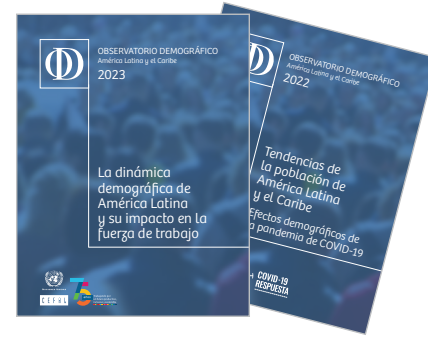 OBSERVATORIO DEMOGRÁFICO
América Latina y el Caribe
2023
La dinámica
demográfica de
América Latina
y su impacto en la
fuerza de trabajo
CEPAL
OBSERVATORIO DEMOGRÁFICO
América Latina y el Caribe
2022
Tendencias de
la población de
América Latina
y el Caribe
Efectos demográficos de
la pandemia de COVID-19
COVID-19
RESPUESTA